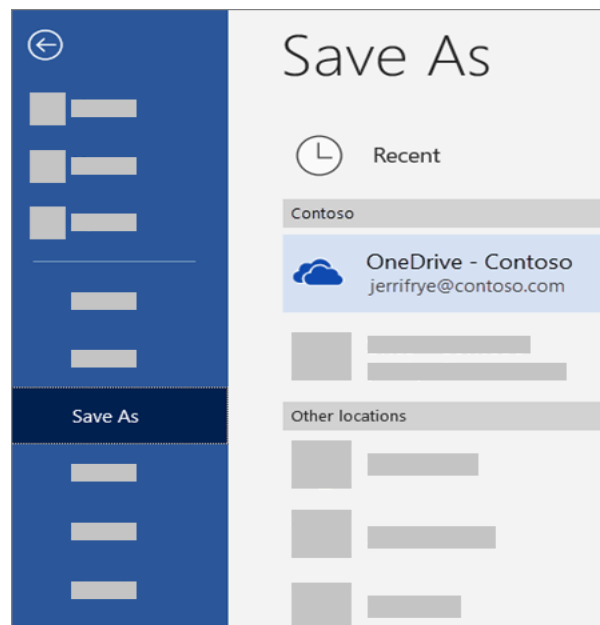 Save As
Recent
Contoso
OneDrive - Contoso
jerrifrye@contoso.com
Save As
Other locations